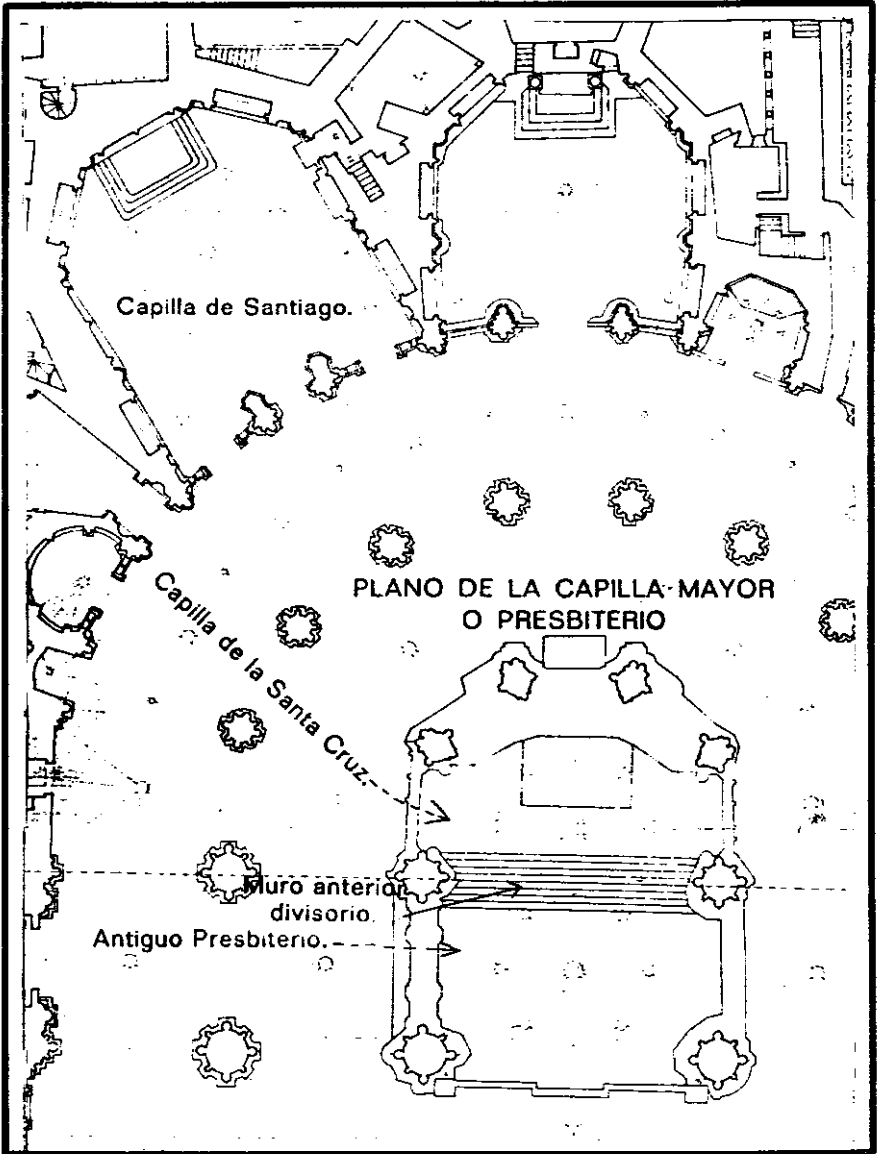 Capilla de Santiago.
PLANO DE LA CAPILLA MAYOR
O PRESBITERIO
Capilla de la Santa Cruz.
Muro anterior
divisorio
Antiguo Presbiterio.